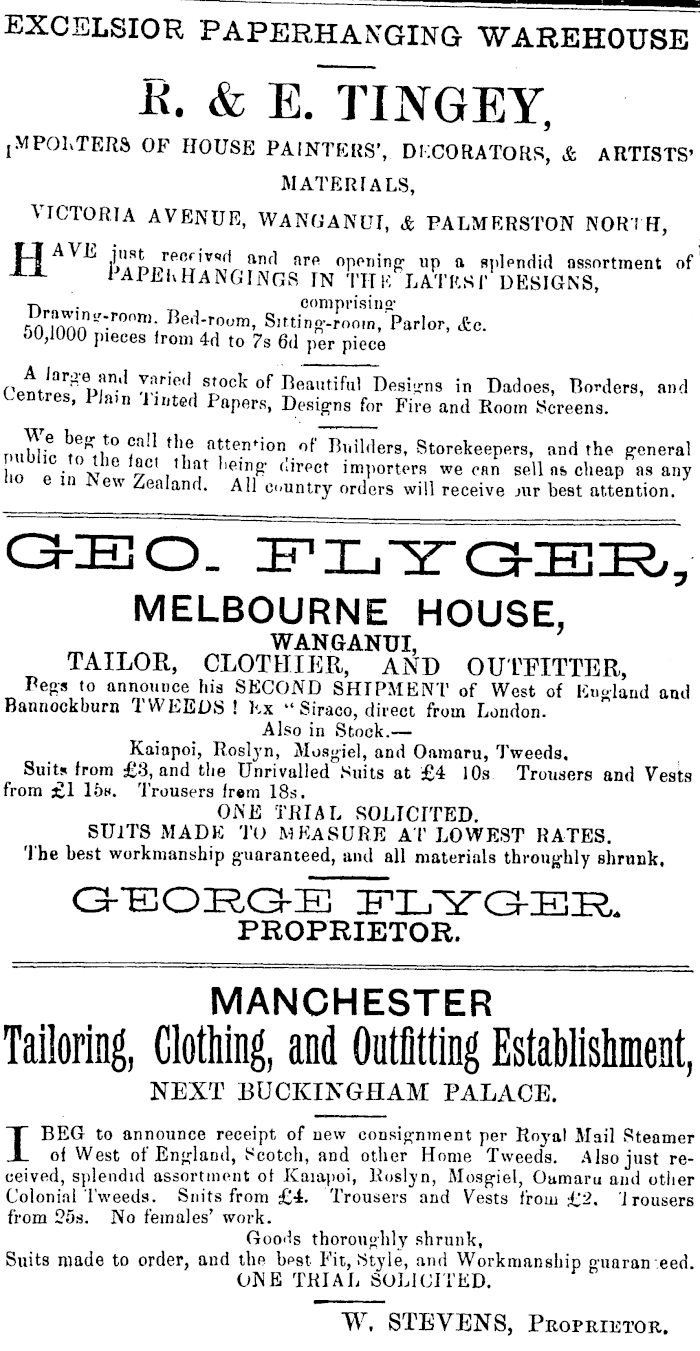 EXCELSIOR PAPERHANGING WAREHOUSE
R. & E. TINGEY,
IMPORTERS OF HOUSE PAINTERS', DECORATORS, & ARTISTS'
MATERIALS,
VICTORIA AVENUE, WANGANUI, & PALMERSTON NORTH,
HAVE just received and are opening up a splendid assortment of
PAPERHANGINGS IN THE LATEST DESIGNS,
comprising
Drawing-room. Bed-room, Sitting-room, Parlor, &c.
50,1000 pieces from 4d to 7s 6d per piece
A large and varied stock of Beautiful Designs in Dadoes, Borders, and
Centres, Plain Tinted Papers, Designs for Fire and Room Screens.
We beg to call the attention of Builders, Storekeepers, and the general
public to the fact that being direct importers we can sell as cheap as any
ho e in New Zealand. All country orders will receive our best attention.
GEO. FLYGER,
MELBOURNE HOUSE,
WANGANUI,
TAILOR, CLOTHIER, AND OUTFITTER,
Begs to announce his SECOND SHIPMENT of West of England and
Bannockburn TWEEDS ! Ex " Siraco, direct from London.
Also in Stock.—
Kaiapoi, Roslyn, Mosgiel, and Oamaru, Tweeds.
Suits from £3, and the Unrivalled Suits at £4 10s Trousers and Vests
from £1 15s. Trousers from 18s.
ONE TRIAL SOLICITED.
SUITS MADE TO MEASURE AT LOWEST RATES.
The best workmanship guaranteed, and all materials throughly shrunk.
GEORGE FLYGER.
PROPRIETOR.
MANCHESTER
Tailoring, Clothing, and Outfitting Establishment,
NEXT BUCKINGHAM PALACE.
I BEG to announce receipt of new consignment per Royal Mail Steamer
of West of England, Scotch, and other Home Tweeds. Also just re-
ceived, splendid assortment of Kaiapoi, Roslyn, Mosgiel, Oamaru and other
Colonial Tweeds. Suits from £4. Trousers and Vests from £2. Trousers
from 25s. No females' work.
Goods thoroughly shrunk,
Suits made to order, and the best Fit, Style, and Workmanship guaranteed.
ONE TRIAL SOLICITED.
W. STEVENS, PROPRIETOR.